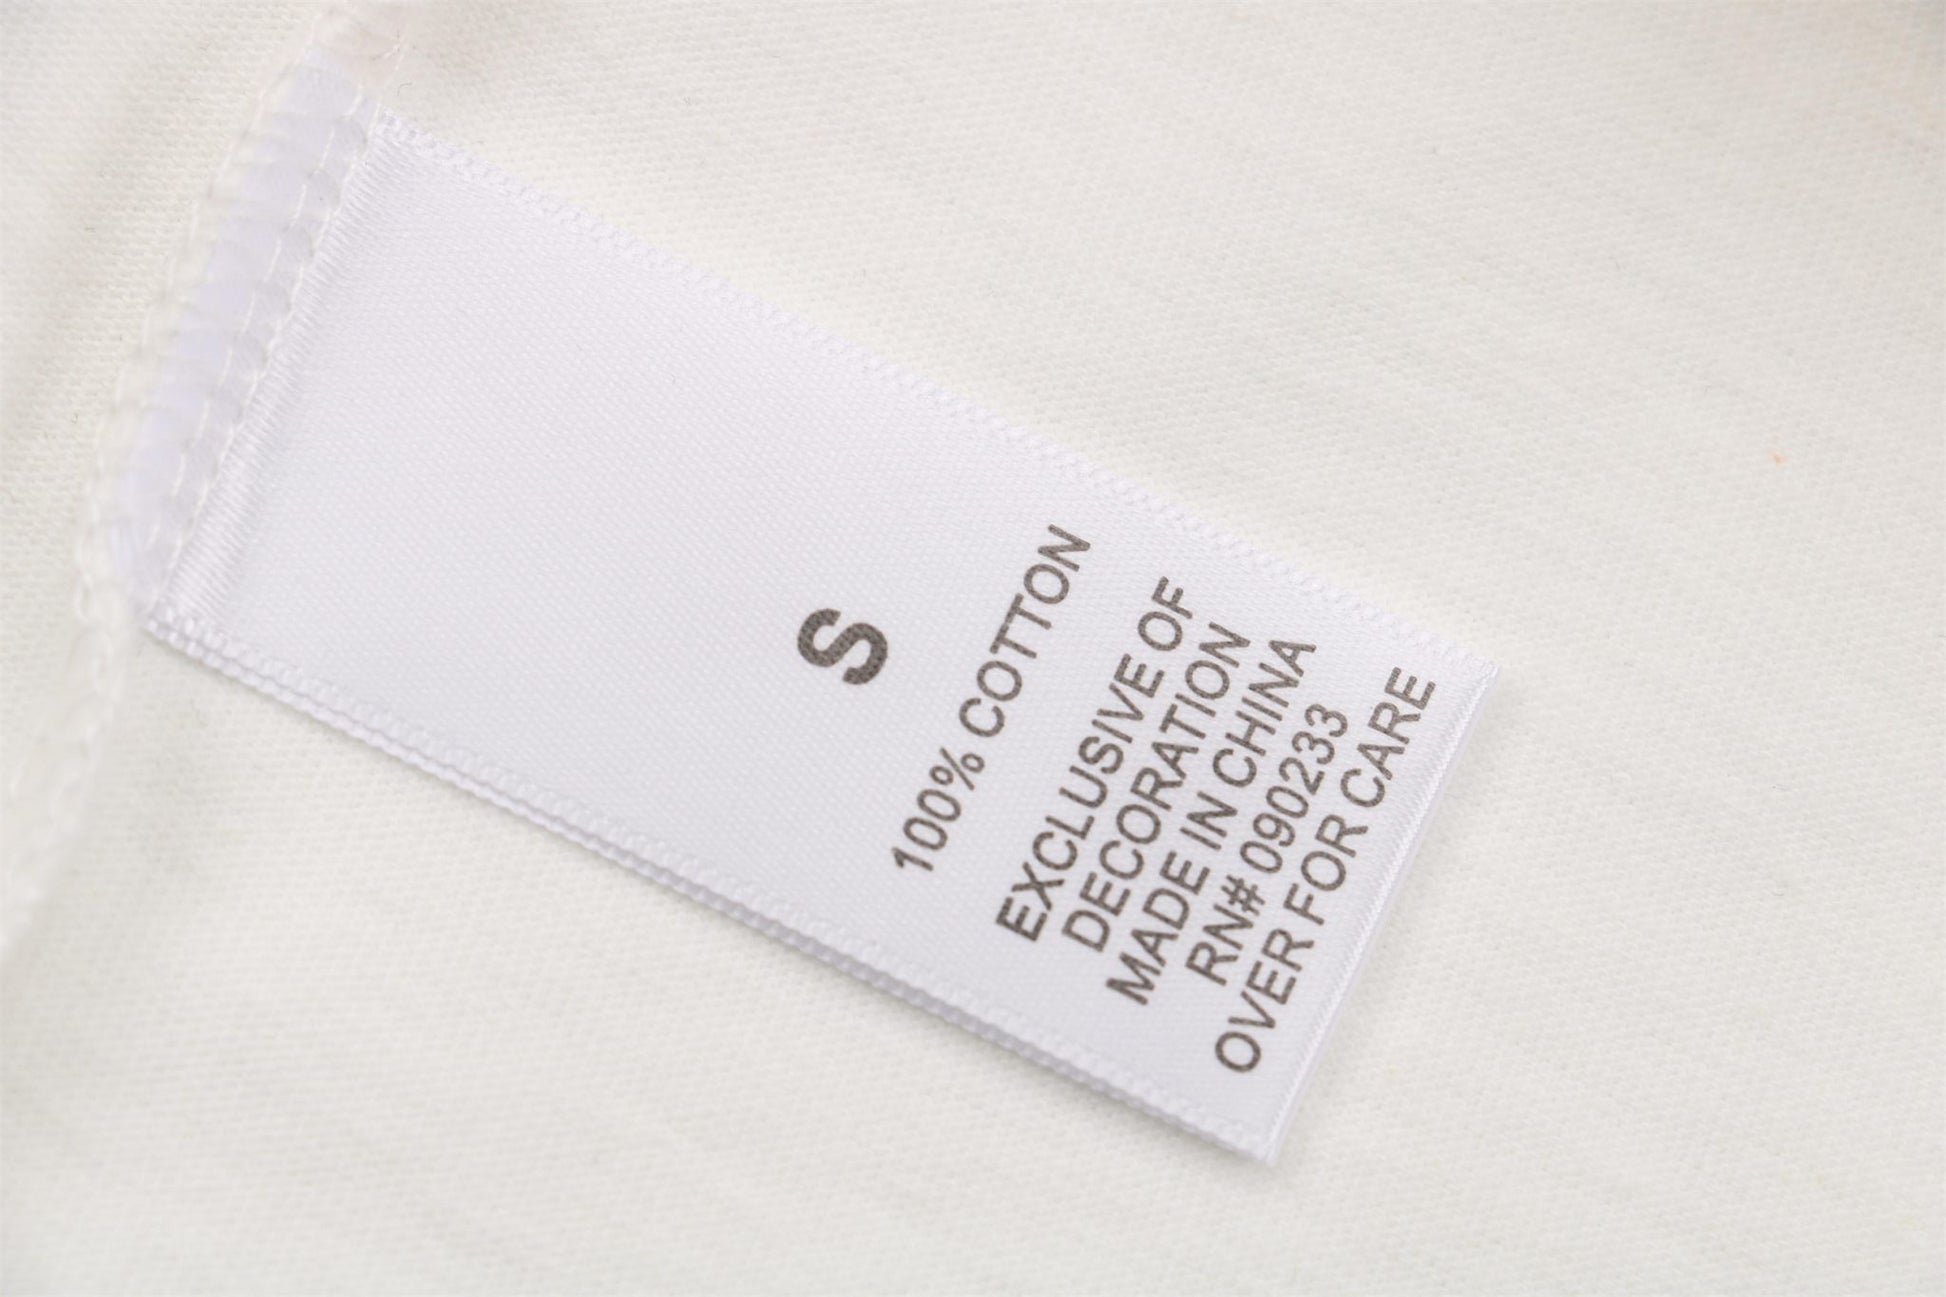 S
100% COTTON
EXCLUSIVE OF
DECORATION
MADE IN CHINA
RN# 090233
OVER FOR CARE